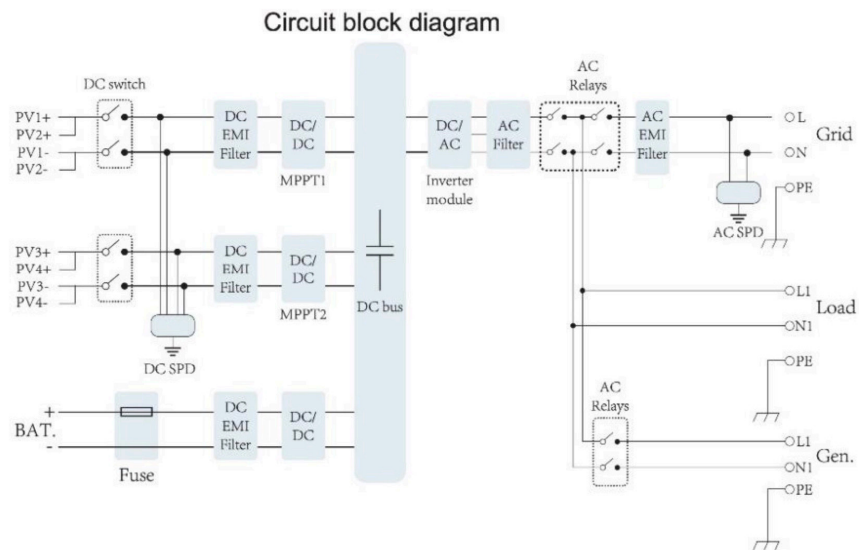 Circuit block diagram
DC switch
PV1+
PV2+
PV1-
PV2-
DC
EMI
Filter
DC/
DC
MPPT1
DC/
AC
Inverter
module
AC
Filter
AC
Relays
AC
EMI
Filter
L
N
Grid
PE
AC SPD
PV3+
PV4+
PV3-
PV4-
DC
EMI
Filter
DC/
DC
MPPT2
DC bus
DC SPD
L1
N1
Load
PE
+
BAT.
-
Fuse
DC
EMI
Filter
DC/
DC
AC
Relays
L1
N1
Gen.
PE